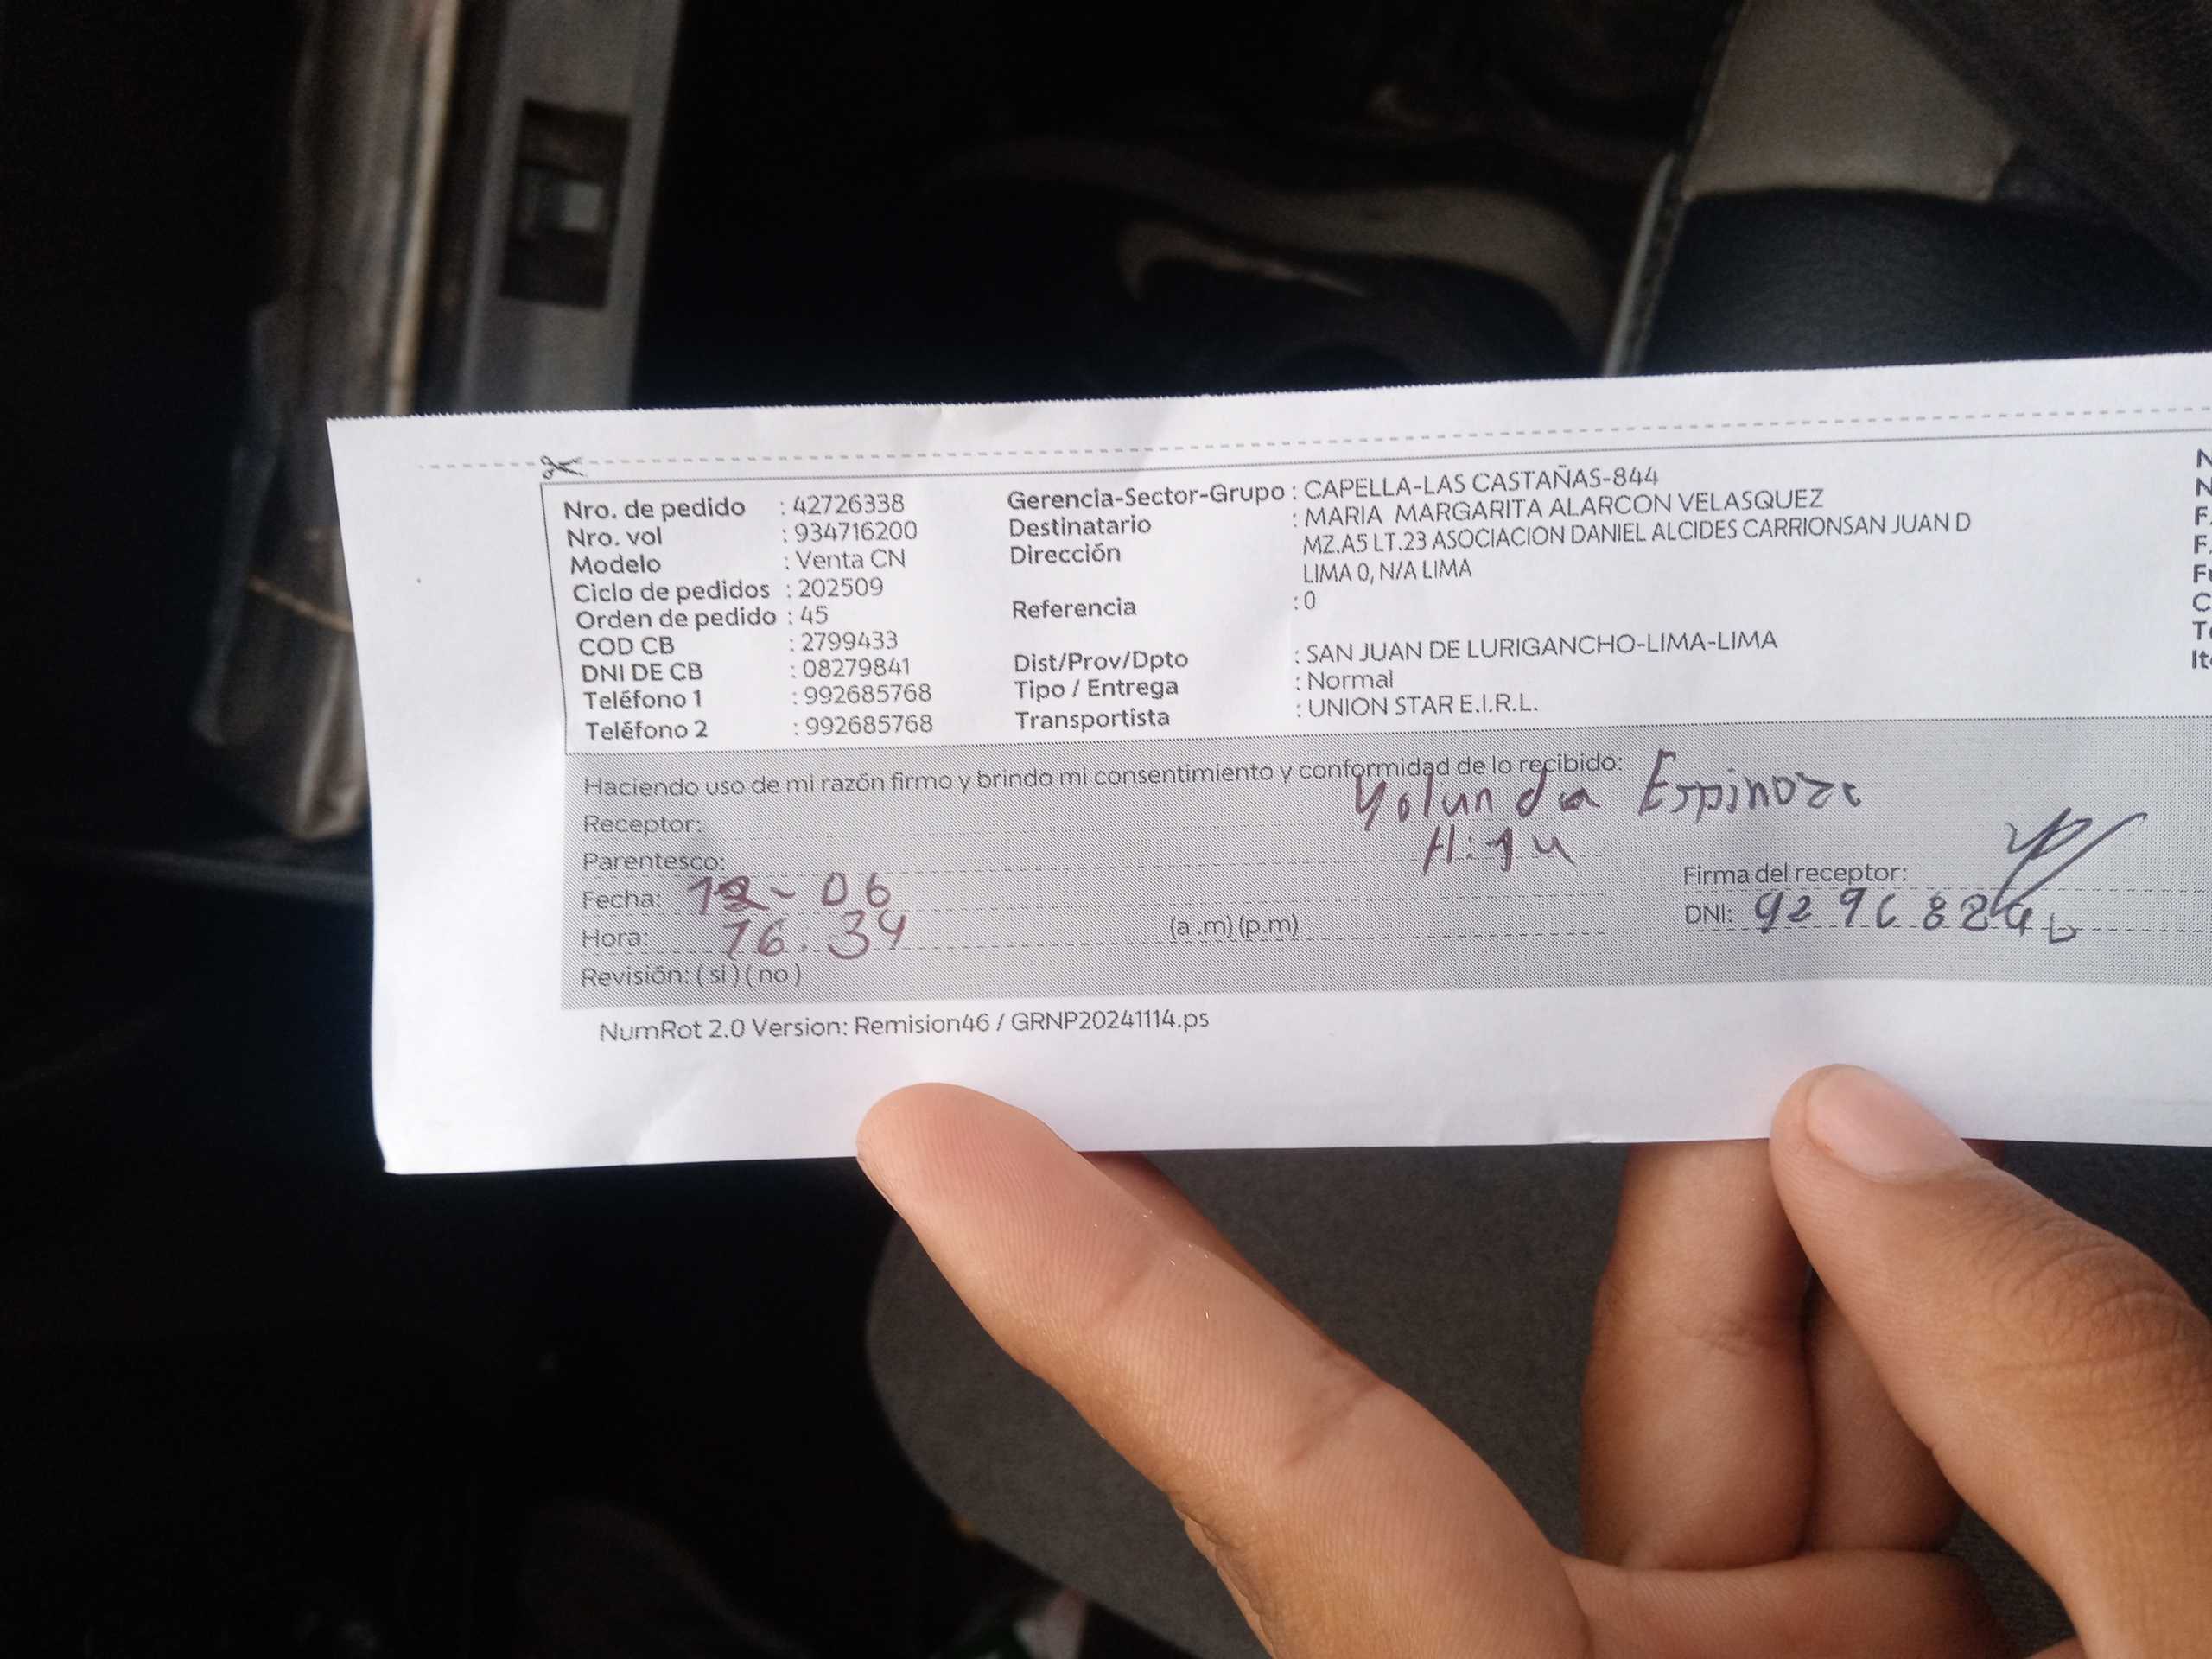 Nro. de pedido : 42726338
Nro. vol : 934716200
Modelo : Venta CN
Ciclo de pedidos : 202509
Orden de pedido : 45
COD CB : 2799433
DNI DE CB : 08279841
Teléfono 1 : 992685768
Teléfono 2 : 992685768
Gerencia-Sector-Grupo : CAPELLA-LAS CASTAÑAS-844
Destinatario : MARIA MARGARITA ALARCON VELASQUEZ
Dirección MZ.A5 LT.23 ASOCIACION DANIEL ALCIDES CARRIONSAN JUAN D
LIMA 0, N/A LIMA
Referencia : 0
Dist/Prov/Dpto : SAN JUAN DE LURIGANCHO-LIMA-LIMA
Tipo / Entrega : Normal
Transportista : UNION STAR E.I.R.L.
Haciendo uso de mi razón firmo y brindo mi consentimiento y conformidad de lo recibido:
Receptor: Yolanda Espinoza
Parentesco:
Fecha: - 06
Hora: 16.34 (a.m) (p.m)
Revisión: ( si ) ( no )
Firma del receptor:
DNI:
NumRot 2.0 Version: Remision46 / GRNP20241114.ps